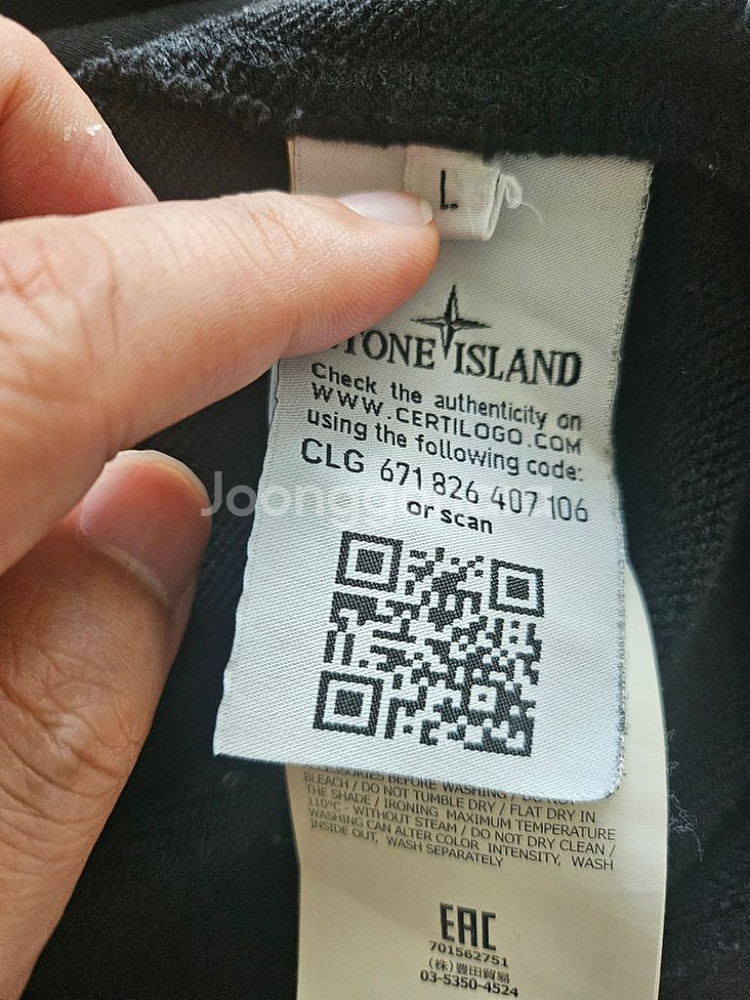 L
STONE ISLAND
Check the authenticity on
WWW.CERTILOGO.COM
using the following code:
CLG 671 826 407 106
or scan
BEFORE WASHING
BLEACH / DO NOT TUMBLE DRY / FLAT DRY IN
THE SHADE / IRONING MAXIMUM TEMPERATURE
110°C - WITHOUT STEAM / DO NOT DRY CLEAN /
WASHING CAN ALTER COLOR INTENSITY, WASH
INSIDE OUT, WASH SEPARATELY
EAC
701562751
(株)豊田貿易
03-5350-4524